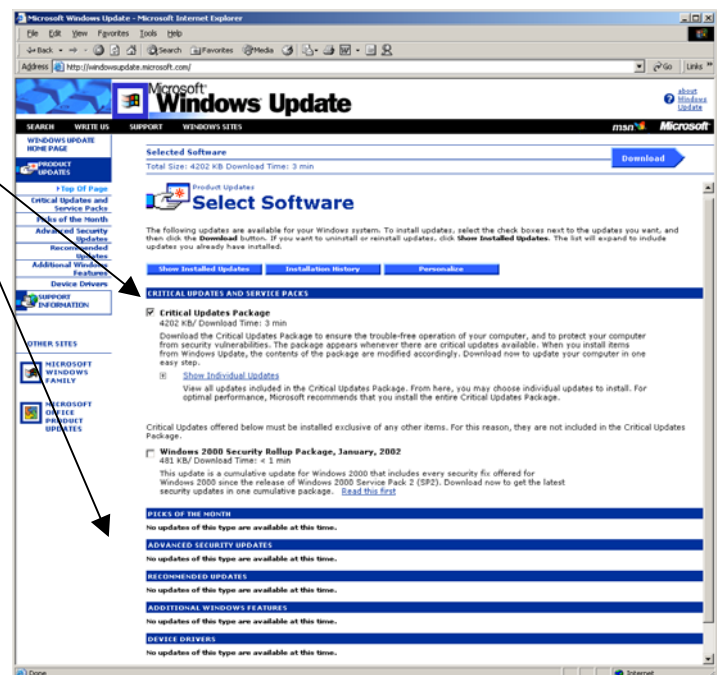 Microsoft Windows Update - Microsoft Internet Explorer
File Edit View Favorites Tools Help
Back Search Favorites Media
Address http://windowsupdate.microsoft.com/ Go Links
Microsoft
Windows Update
about Windows Update
SEARCH WRITE US SUPPORT WINDOWS SITES msn Microsoft
WINDOWS UPDATE
HOME PAGE
PRODUCT
UPDATES
Top Of Page
Critical Updates and
Service Packs
Picks of the Month
Advanced Security
Updates
Recommended
Updates
Additional Windows
Features
Device Drivers
SUPPORT
INFORMATION
OTHER SITES
MICROSOFT
WINDOWS
FAMILY
MICROSOFT
OFFICE
PRODUCT
UPDATES
Selected Software
Total Size: 4202 KB Download Time: 3 min
Download
Product Updates
Select Software
The following updates are available for your Windows system. To install updates, select the check boxes next to the updates you want, and
then click the Download button. If you want to uninstall or reinstall updates, click Show Installed Updates. The list will expand to include
updates you already have installed.
Show Installed Updates Installation History Personalize
CRITICAL UPDATES AND SERVICE PACKS
Critical Updates Package
4202 KB/ Download Time: 3 min
Download the Critical Updates Package to ensure the trouble-free operation of your computer, and to protect your computer
from security vulnerabilities. The package appears whenever there are critical updates available. When you install items
from Windows Update, the contents of the package are modified accordingly. Download now to update your computer in one
easy step.
Show Individual Updates
View all updates included in the Critical Updates Package. From here, you may choose individual updates to install. For
optimal performance, Microsoft recommends that you install the entire Critical Updates Package.
Critical Updates offered below must be installed exclusive of any other items. For this reason, they are not included in the Critical Updates
Package.
Windows 2000 Security Rollup Package, January, 2002
481 KB/ Download Time: < 1 min
This update is a cumulative update for Windows 2000 that includes every security fix offered for
Windows 2000 since the release of Windows 2000 Service Pack 2 (SP2). Download now to get the latest
security updates in one cumulative package. Read this first
PICKS OF THE MONTH
No updates of this type are available at this time.
ADVANCED SECURITY UPDATES
No updates of this type are available at this time.
RECOMMENDED UPDATES
No updates of this type are available at this time.
ADDITIONAL WINDOWS FEATURES
No updates of this type are available at this time.
DEVICE DRIVERS
No updates of this type are available at this time.
Done Internet